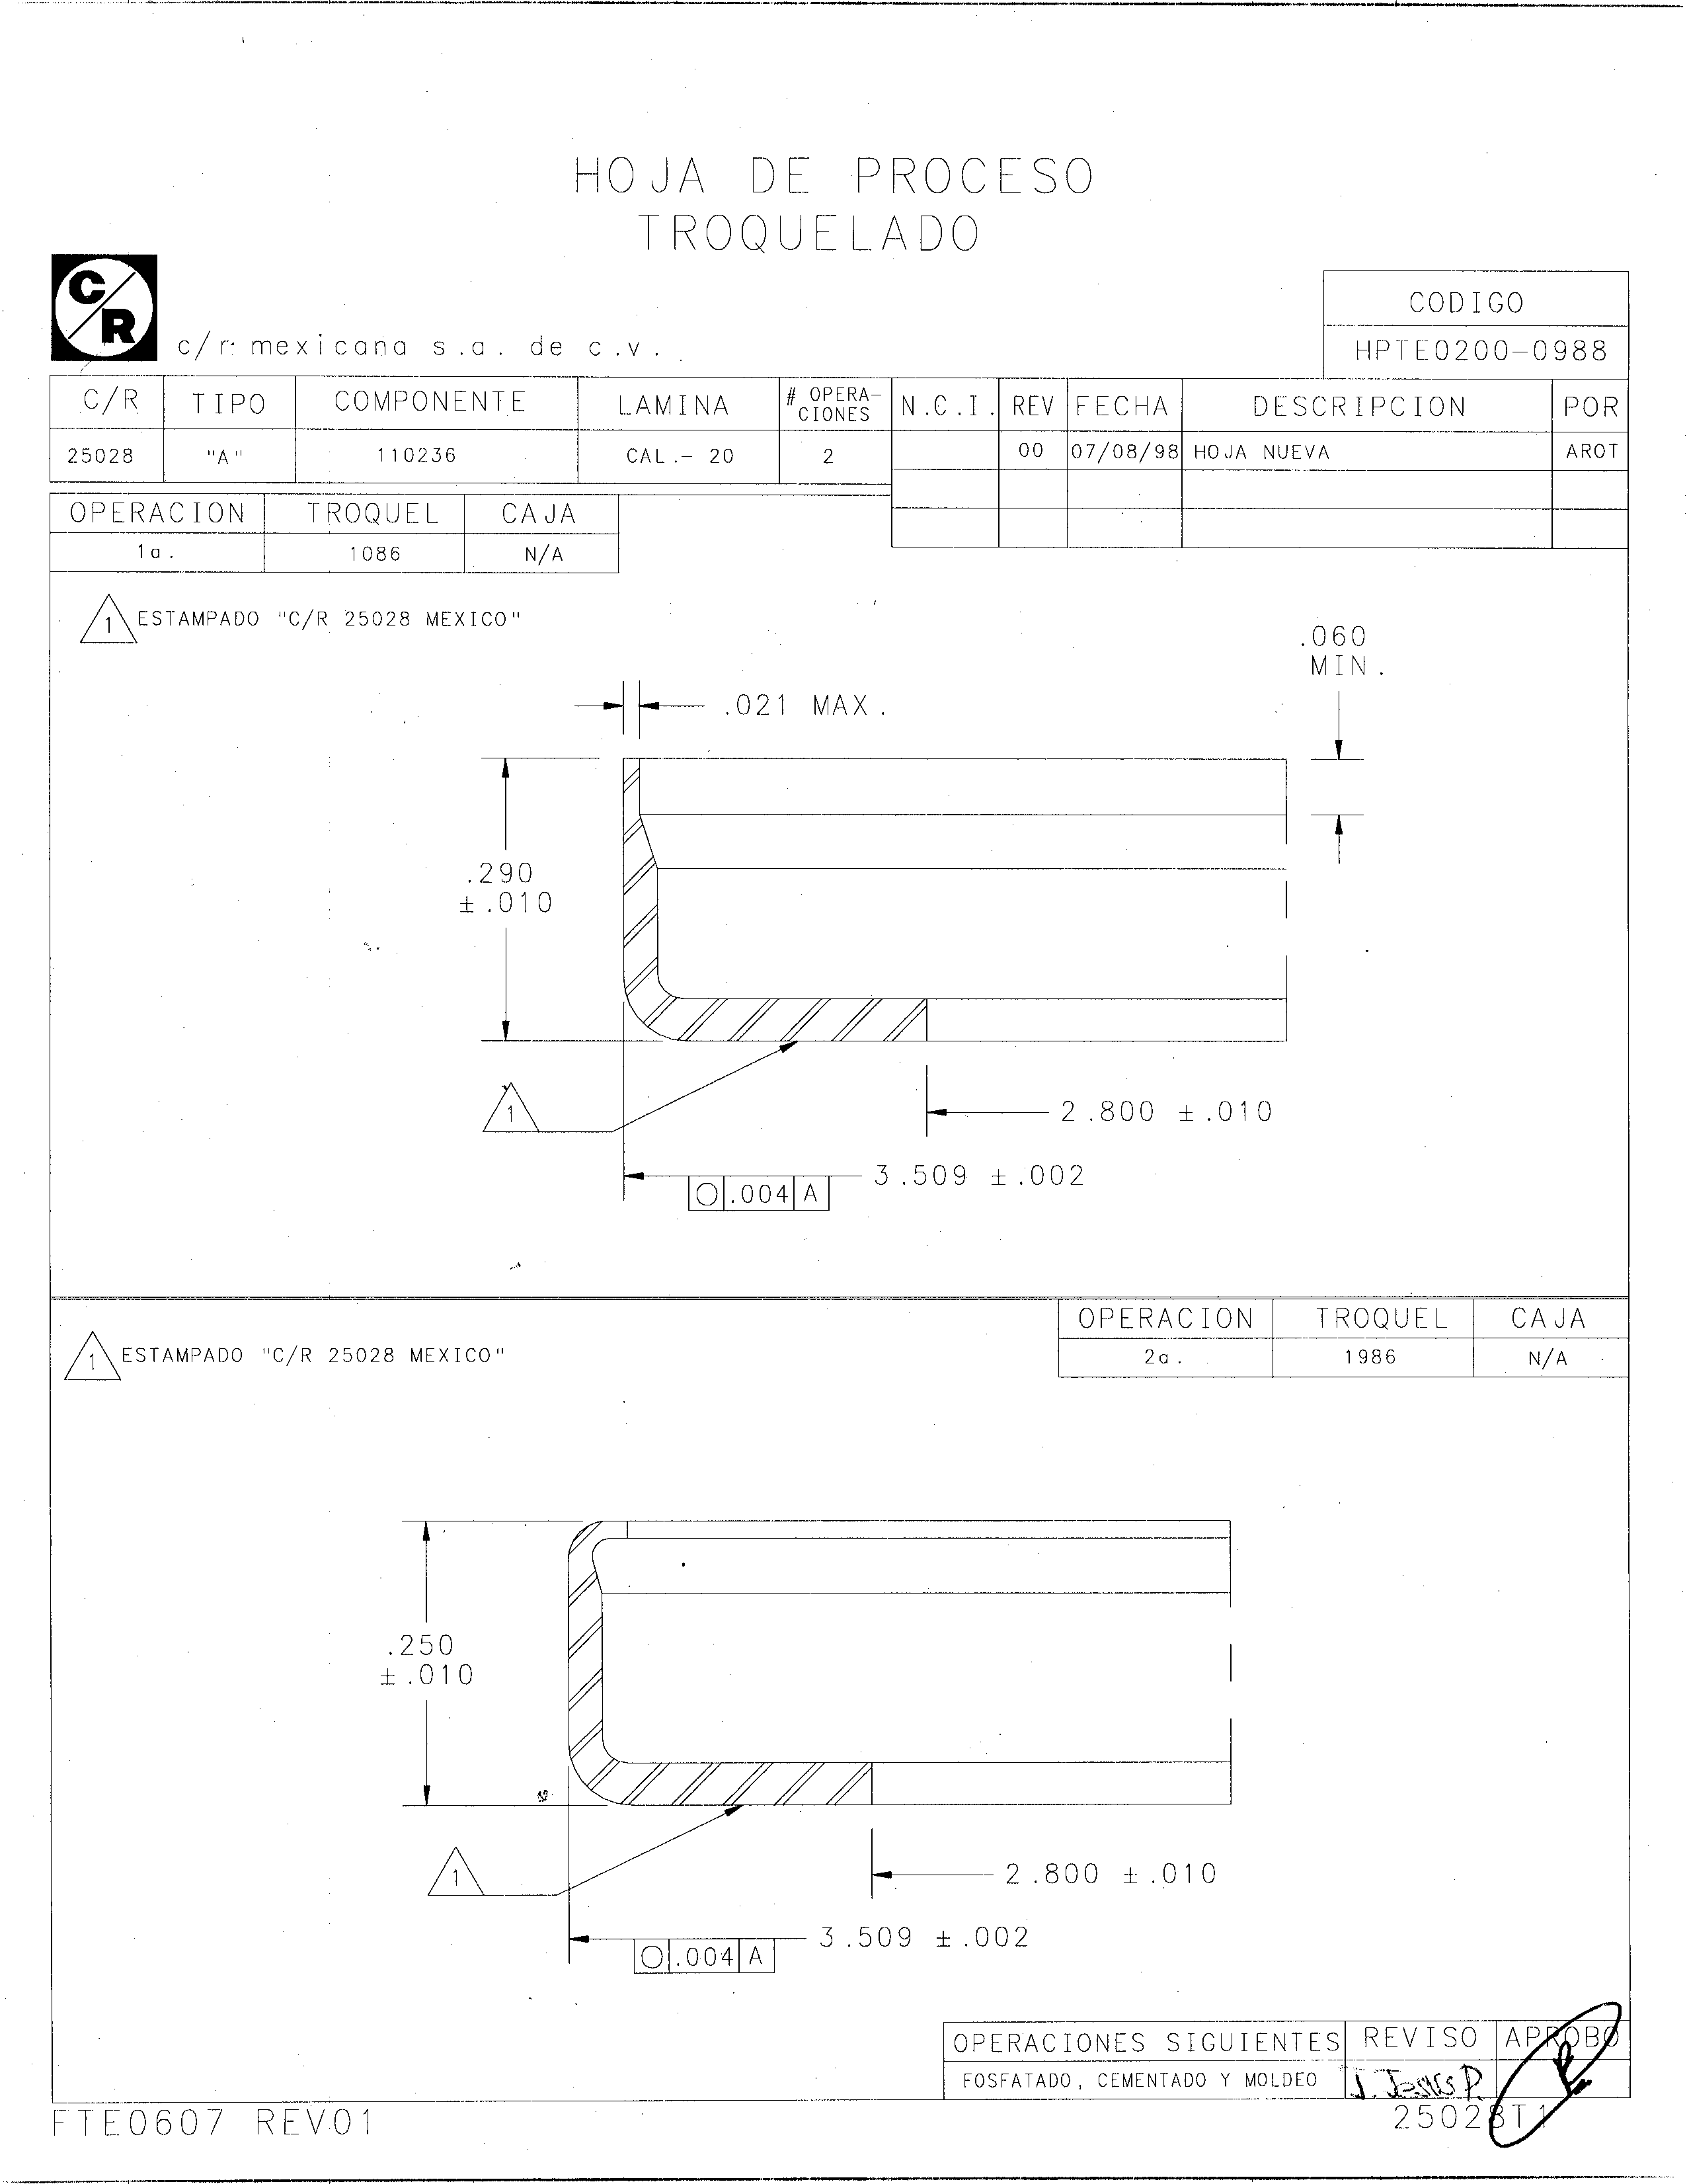 HOJA DE PROCESO
TROQUELADO
C/R
c/r mexicana s.a. de c.v.
CODIGO
HPTE0200-0988
C/R TIPO COMPONENTE LAMINA # OPERA-CIONES N.C.I. REV FECHA DESCRIPCION POR
25028 "A" 110236 CAL.- 20 2 00 07/08/98 HOJA NUEVA AROT
OPERACION TROQUEL CAJA
1a. 1086 N/A
1 ESTAMPADO "C/R 25028 MEXICO"
.060
MIN.
.021 MAX.
.290
±.010
1
2.800 ±.010
3.509 ±.002
○ .004 A
OPERACION TROQUEL CAJA
2a. 1986 N/A
1 ESTAMPADO "C/R 25028 MEXICO"
.250
±.010
1
2.800 ±.010
3.509 ±.002
○ .004 A
OPERACIONES SIGUIENTES REVISO APROBO
FOSFATADO, CEMENTADO Y MOLDEO
FTE0607 REV01
25028T1